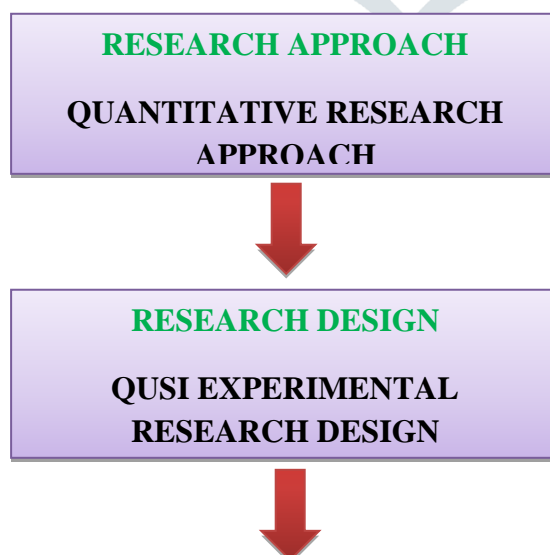 RESEARCH APPROACH
QUANTITATIVE RESEARCH
APPROACH
RESEARCH DESIGN
QUSI EXPERIMENTAL
RESEARCH DESIGN